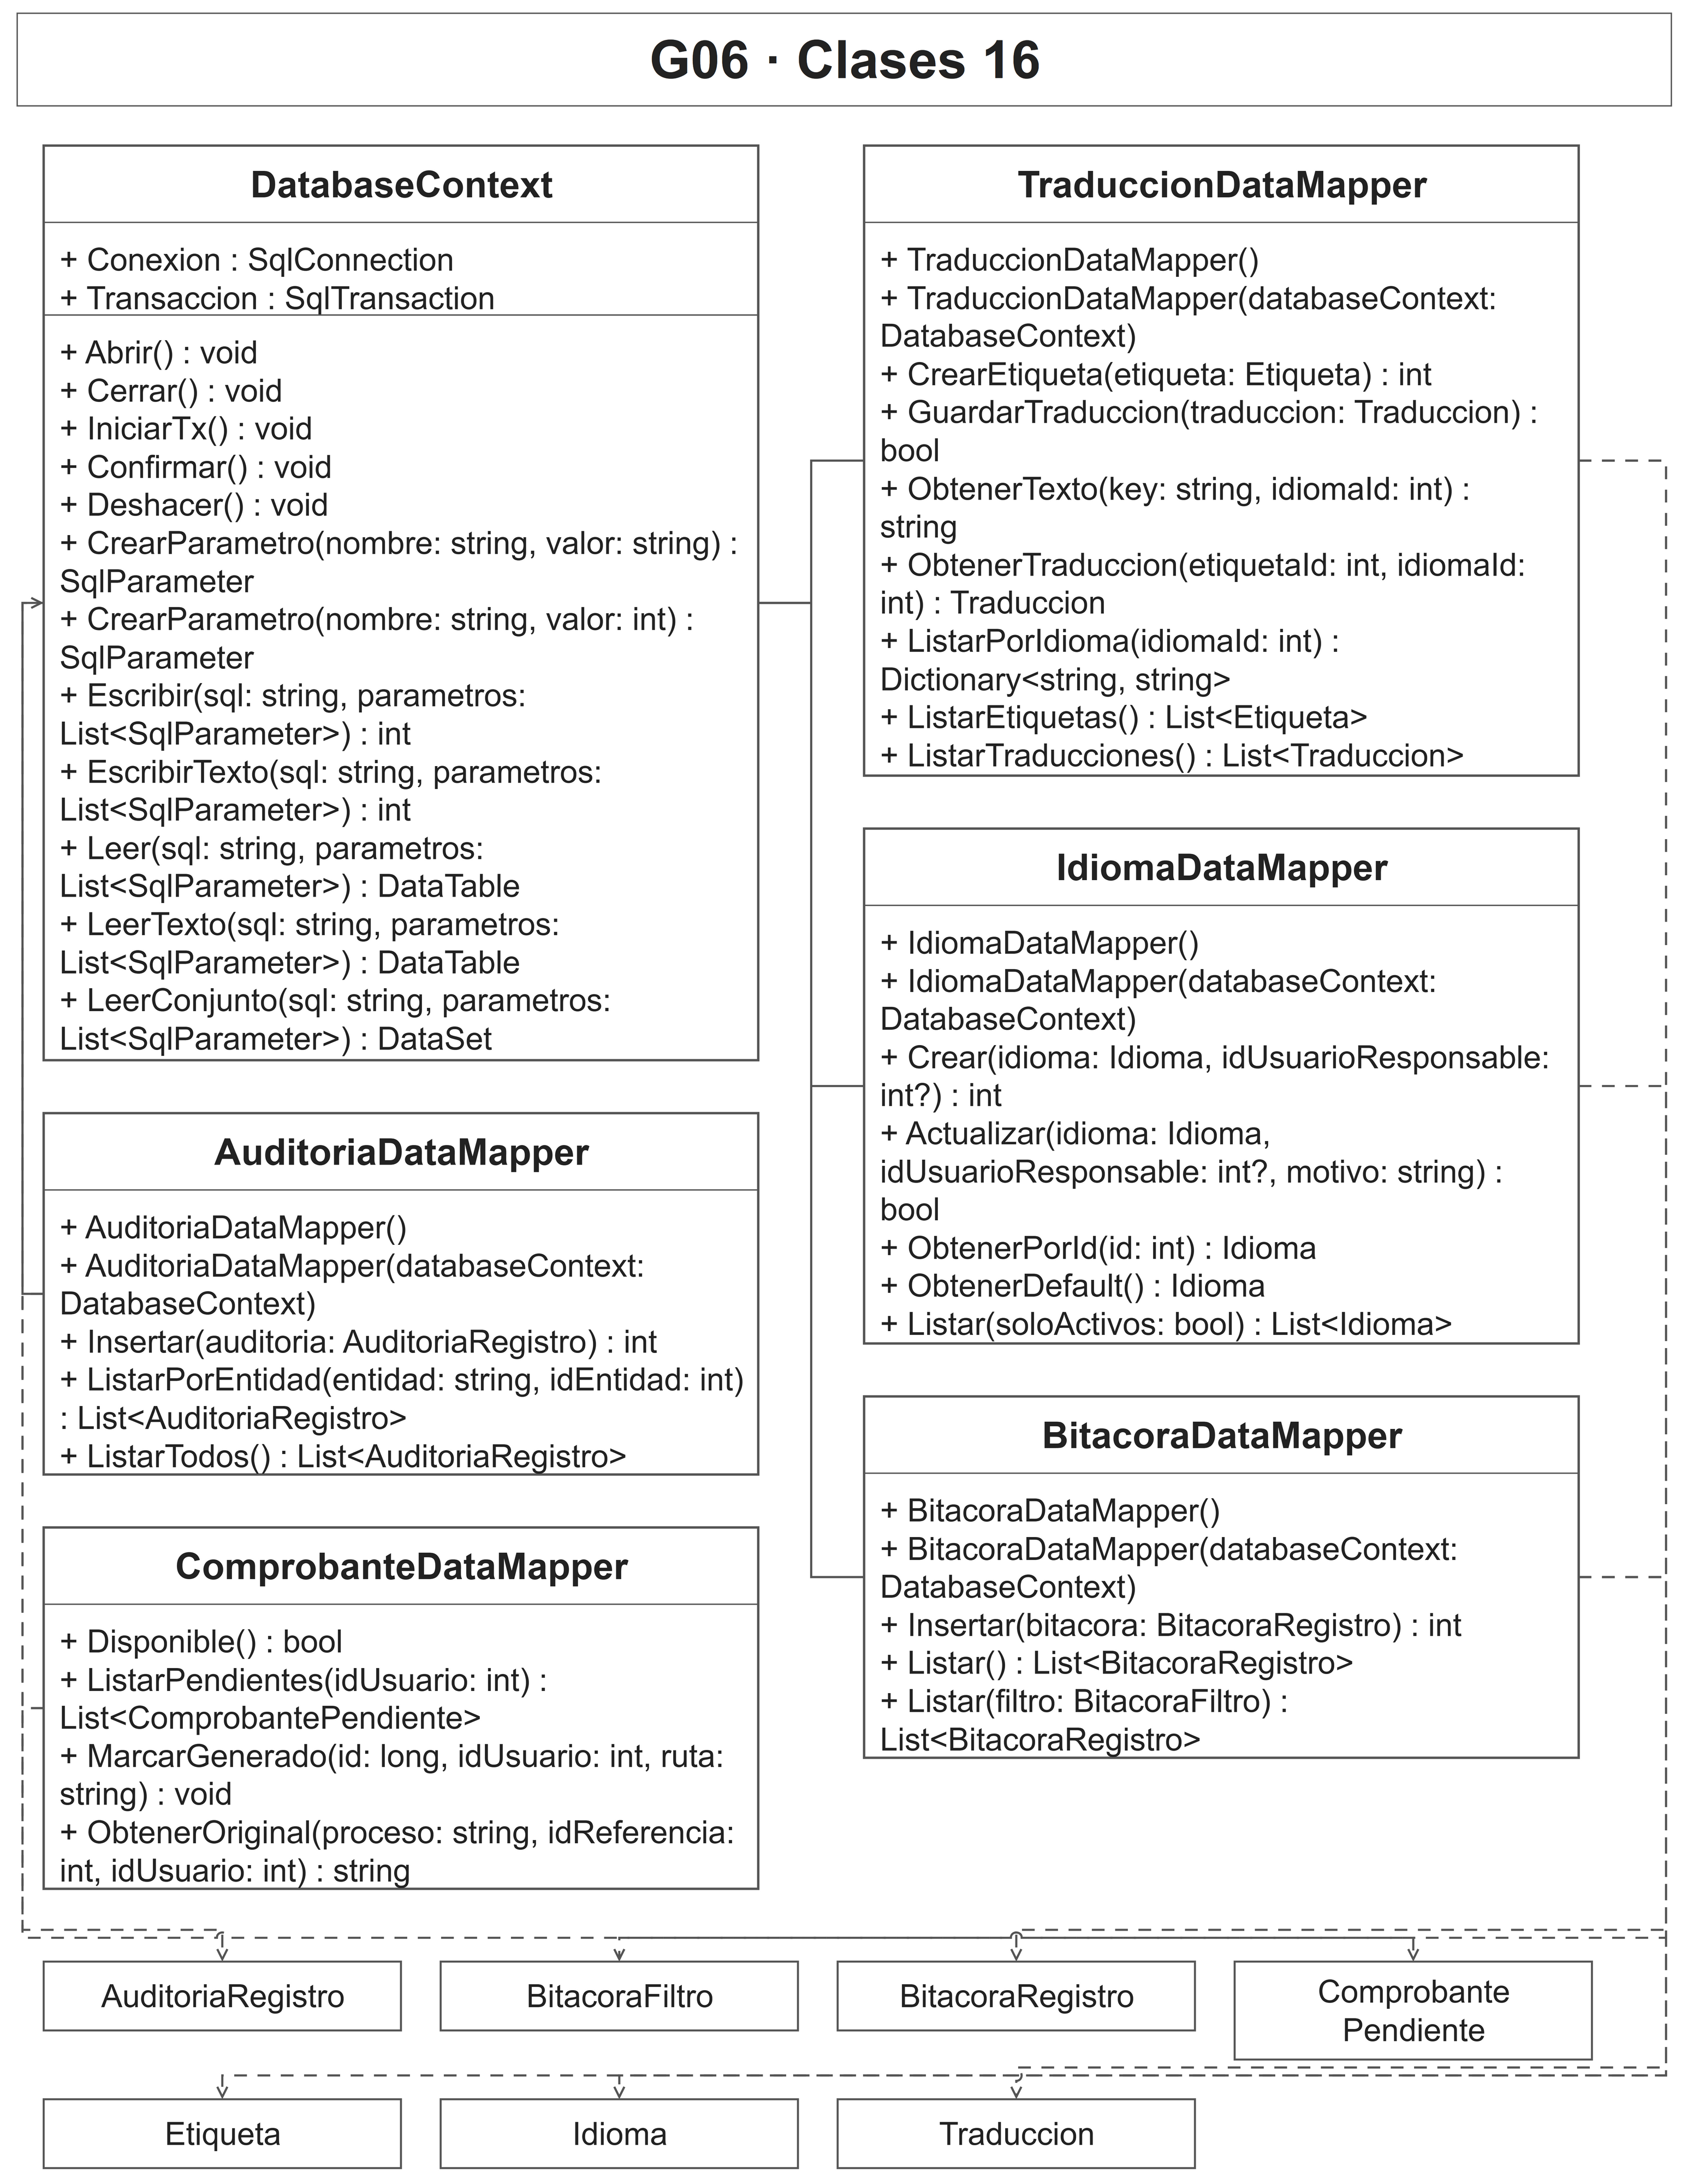 G06 · Clases 16
DatabaseContext
+ Conexion : SqlConnection
+ Transaccion : SqlTransaction
+ Abrir() : void
+ Cerrar() : void
+ IniciarTx() : void
+ Confirmar() : void
+ Deshacer() : void
+ CrearParametro(nombre: string, valor: string) :
SqlParameter
+ CrearParametro(nombre: string, valor: int) :
SqlParameter
+ Escribir(sql: string, parametros:
List<SqlParameter>) : int
+ EscribirTexto(sql: string, parametros:
List<SqlParameter>) : int
+ Leer(sql: string, parametros:
List<SqlParameter>) : DataTable
+ LeerTexto(sql: string, parametros:
List<SqlParameter>) : DataTable
+ LeerConjunto(sql: string, parametros:
List<SqlParameter>) : DataSet
AuditoriaDataMapper
+ AuditoriaDataMapper()
+ AuditoriaDataMapper(databaseContext:
DatabaseContext)
+ Insertar(auditoria: AuditoriaRegistro) : int
+ ListarPorEntidad(entidad: string, idEntidad: int)
: List<AuditoriaRegistro>
+ ListarTodos() : List<AuditoriaRegistro>
ComprobanteDataMapper
+ Disponible() : bool
+ ListarPendientes(idUsuario: int) :
List<ComprobantePendiente>
+ MarcarGenerado(id: long, idUsuario: int, ruta:
string) : void
+ ObtenerOriginal(proceso: string, idReferencia:
int, idUsuario: int) : string
TraduccionDataMapper
+ TraduccionDataMapper()
+ TraduccionDataMapper(databaseContext:
DatabaseContext)
+ CrearEtiqueta(etiqueta: Etiqueta) : int
+ GuardarTraduccion(traduccion: Traduccion) :
bool
+ ObtenerTexto(key: string, idiomaId: int) :
string
+ ObtenerTraduccion(etiquetaId: int, idiomaId:
int) : Traduccion
+ ListarPorIdioma(idiomaId: int) :
Dictionary<string, string>
+ ListarEtiquetas() : List<Etiqueta>
+ ListarTraducciones() : List<Traduccion>
IdiomaDataMapper
+ IdiomaDataMapper()
+ IdiomaDataMapper(databaseContext:
DatabaseContext)
+ Crear(idioma: Idioma, idUsuarioResponsable:
int?) : int
+ Actualizar(idioma: Idioma,
idUsuarioResponsable: int?, motivo: string) :
bool
+ ObtenerPorId(id: int) : Idioma
+ ObtenerDefault() : Idioma
+ Listar(soloActivos: bool) : List<Idioma>
BitacoraDataMapper
+ BitacoraDataMapper()
+ BitacoraDataMapper(databaseContext:
DatabaseContext)
+ Insertar(bitacora: BitacoraRegistro) : int
+ Listar() : List<BitacoraRegistro>
+ Listar(filtro: BitacoraFiltro) :
List<BitacoraRegistro>
AuditoriaRegistro
BitacoraFiltro
BitacoraRegistro
Comprobante
Pendiente
Etiqueta
Idioma
Traduccion